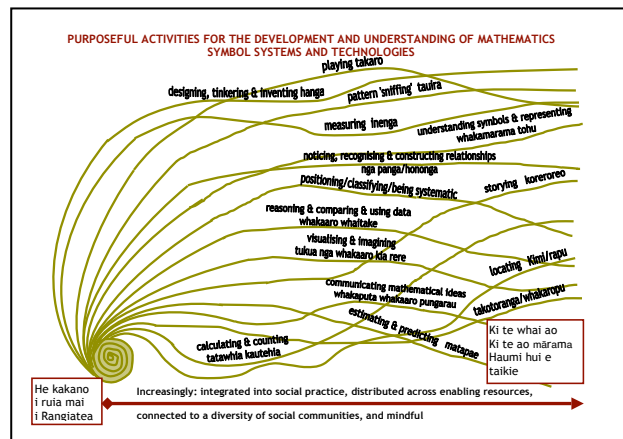 PURPOSEFUL ACTIVITIES FOR THE DEVELOPMENT AND UNDERSTANDING OF MATHEMATICS
SYMBOL SYSTEMS AND TECHNOLOGIES
playing takaro
designing, tinkering & inventing hanga
pattern 'sniffing' tauira
measuring inenga
understanding symbols & representing
whakamarama tohu
noticing, recognising & constructing relationships
nga panga/hononga
storying koreroreo
positioning/classifying/being systematic
reasoning & comparing & using data
whakaaro whaitake
visualising & imagining
tukua nga whakaaro kia rere
locating Kimi/rapu
communicating mathematical ideas
whakaputa whakaaro pungarau
takotoranga/whakaropu
estimating & predicting matapae
calculating & counting
tatawhia kautehia
Ki te whai ao
Ki te ao mārama
Haumi hui e
taikie
He kakano
i ruia mai
i Rangiatea
Increasingly: integrated into social practice, distributed across enabling resources,
connected to a diversity of social communities, and mindful